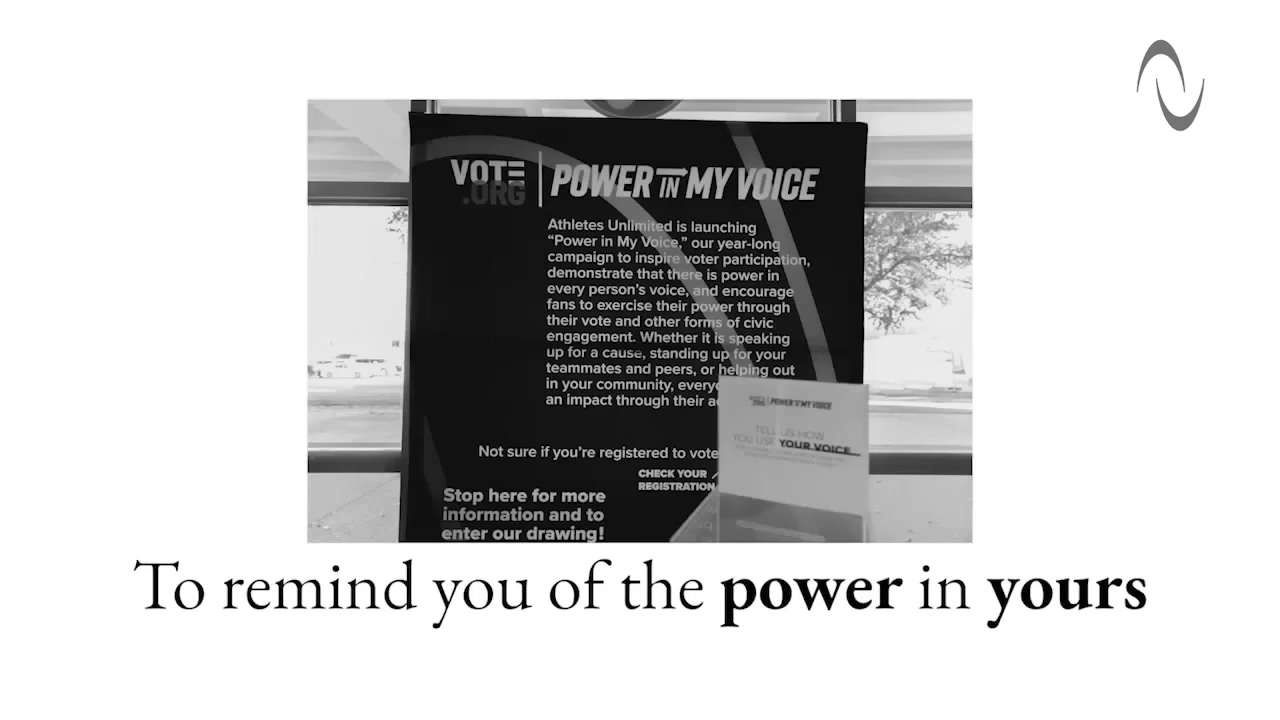 VOTE
.ORG
POWER IN MY VOICE
Athletes Unlimited is launching
“Power in My Voice,” our year-long
campaign to inspire voter participation,
demonstrate that there is power in
every person’s voice, and encourage
fans to exercise their power through
their vote and other forms of civic
engagement. Whether it is speaking
up for a cause, standing up for your
teammates and peers, or helping out
in your community,
an impact through their
Not sure if you’re registered to vote
CHECK YOUR
REGISTRATION
Stop here for more
information and to
enter our drawing!
VOTE
.ORG
POWER IN MY VOICE
TELL US HOW
YOU USE YOUR VOICE
To remind you of the power in yours